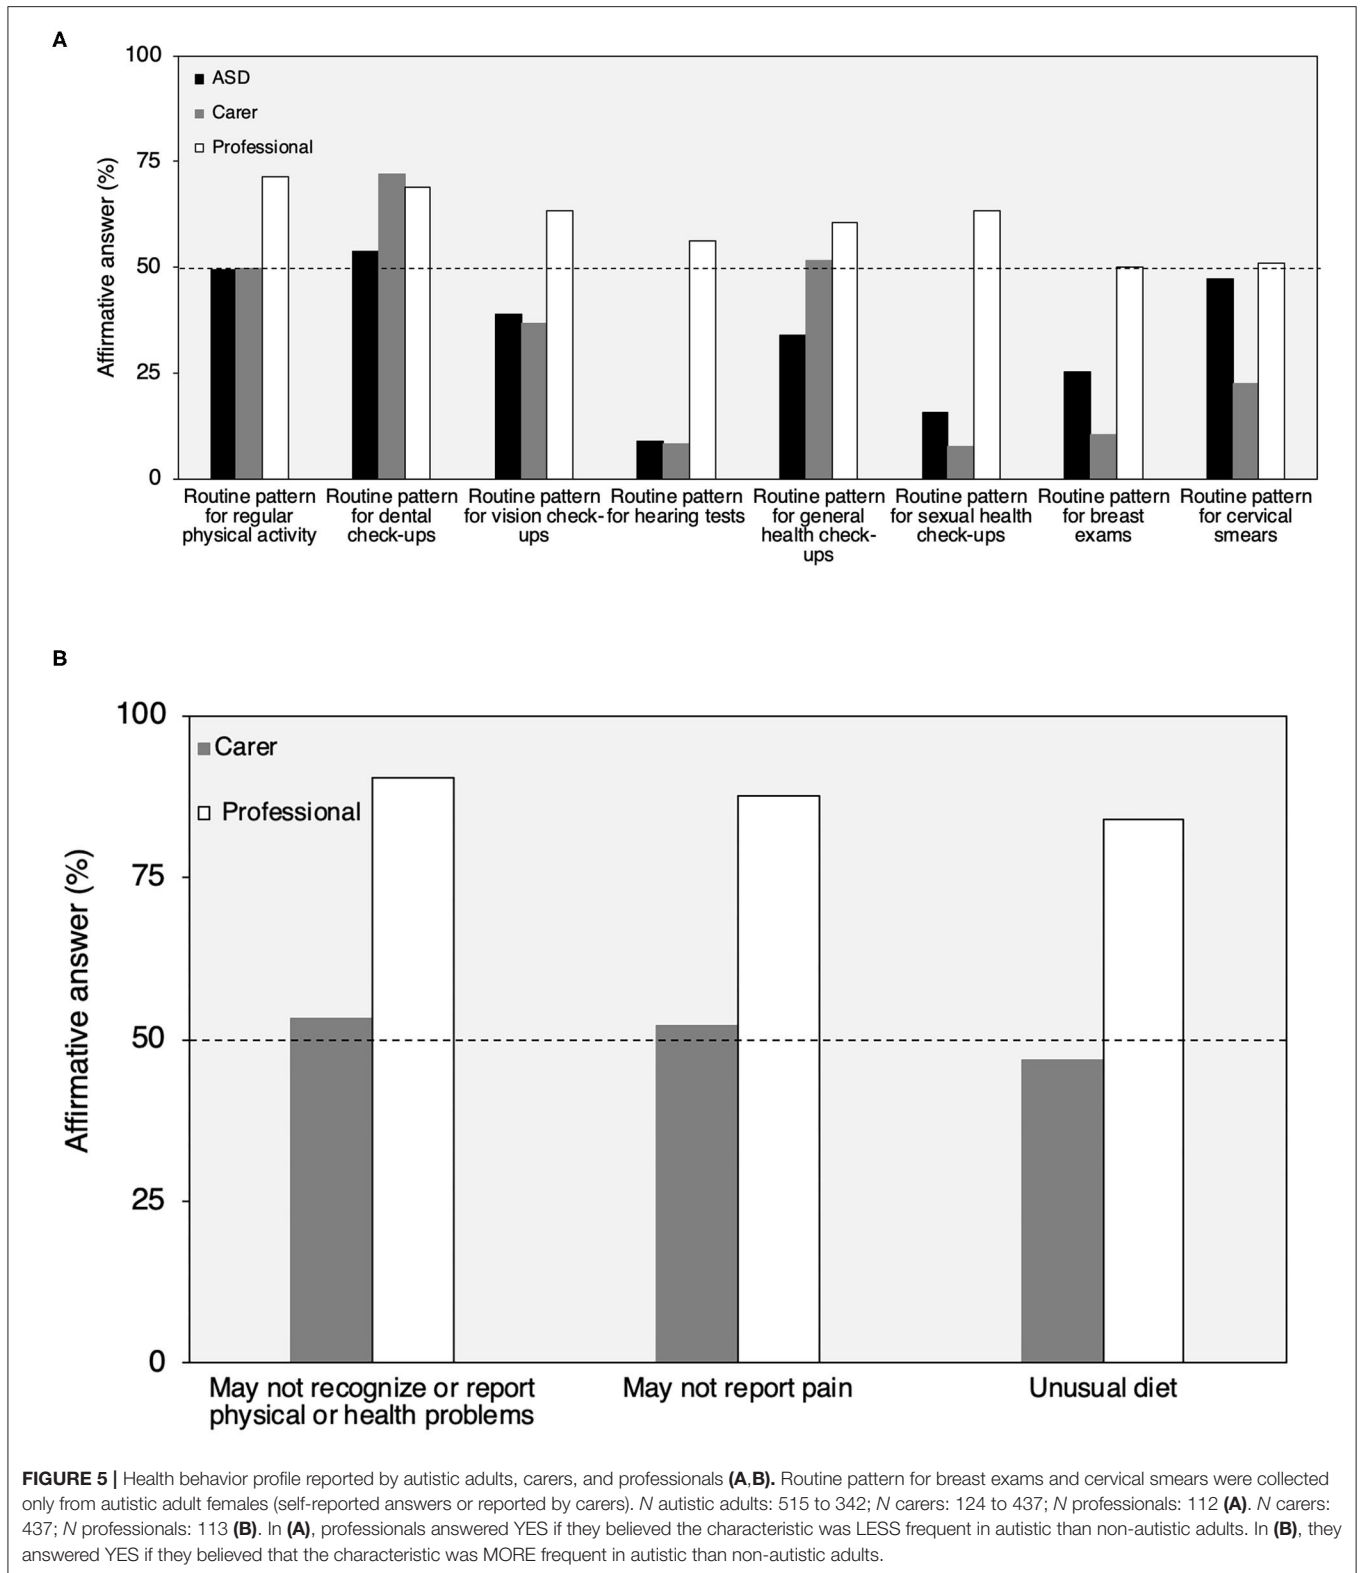 A
100
75
50
25
0
Affirmative answer (%)
ASD
Carer
Professional
Routine pattern for regular physical activity
Routine pattern for dental check-ups
Routine pattern for vision check-ups
Routine pattern for hearing tests
Routine pattern for general health check-ups
Routine pattern for sexual health check-ups
Routine pattern for breast exams
Routine pattern for cervical smears
B
100
75
50
25
0
Affirmative answer (%)
Carer
Professional
May not recognize or report
physical or health problems
May not report pain
Unusual diet
FIGURE 5 | Health behavior profile reported by autistic adults, carers, and professionals (A,B). Routine pattern for breast exams and cervical smears were collected
only from autistic adult females (self-reported answers or reported by carers). N autistic adults: 515 to 342; N carers: 124 to 437; N professionals: 112 (A). N carers:
437; N professionals: 113 (B). In (A), professionals answered YES if they believed the characteristic was LESS frequent in autistic than non-autistic adults. In (B), they
answered YES if they believed that the characteristic was MORE frequent in autistic than non-autistic adults.